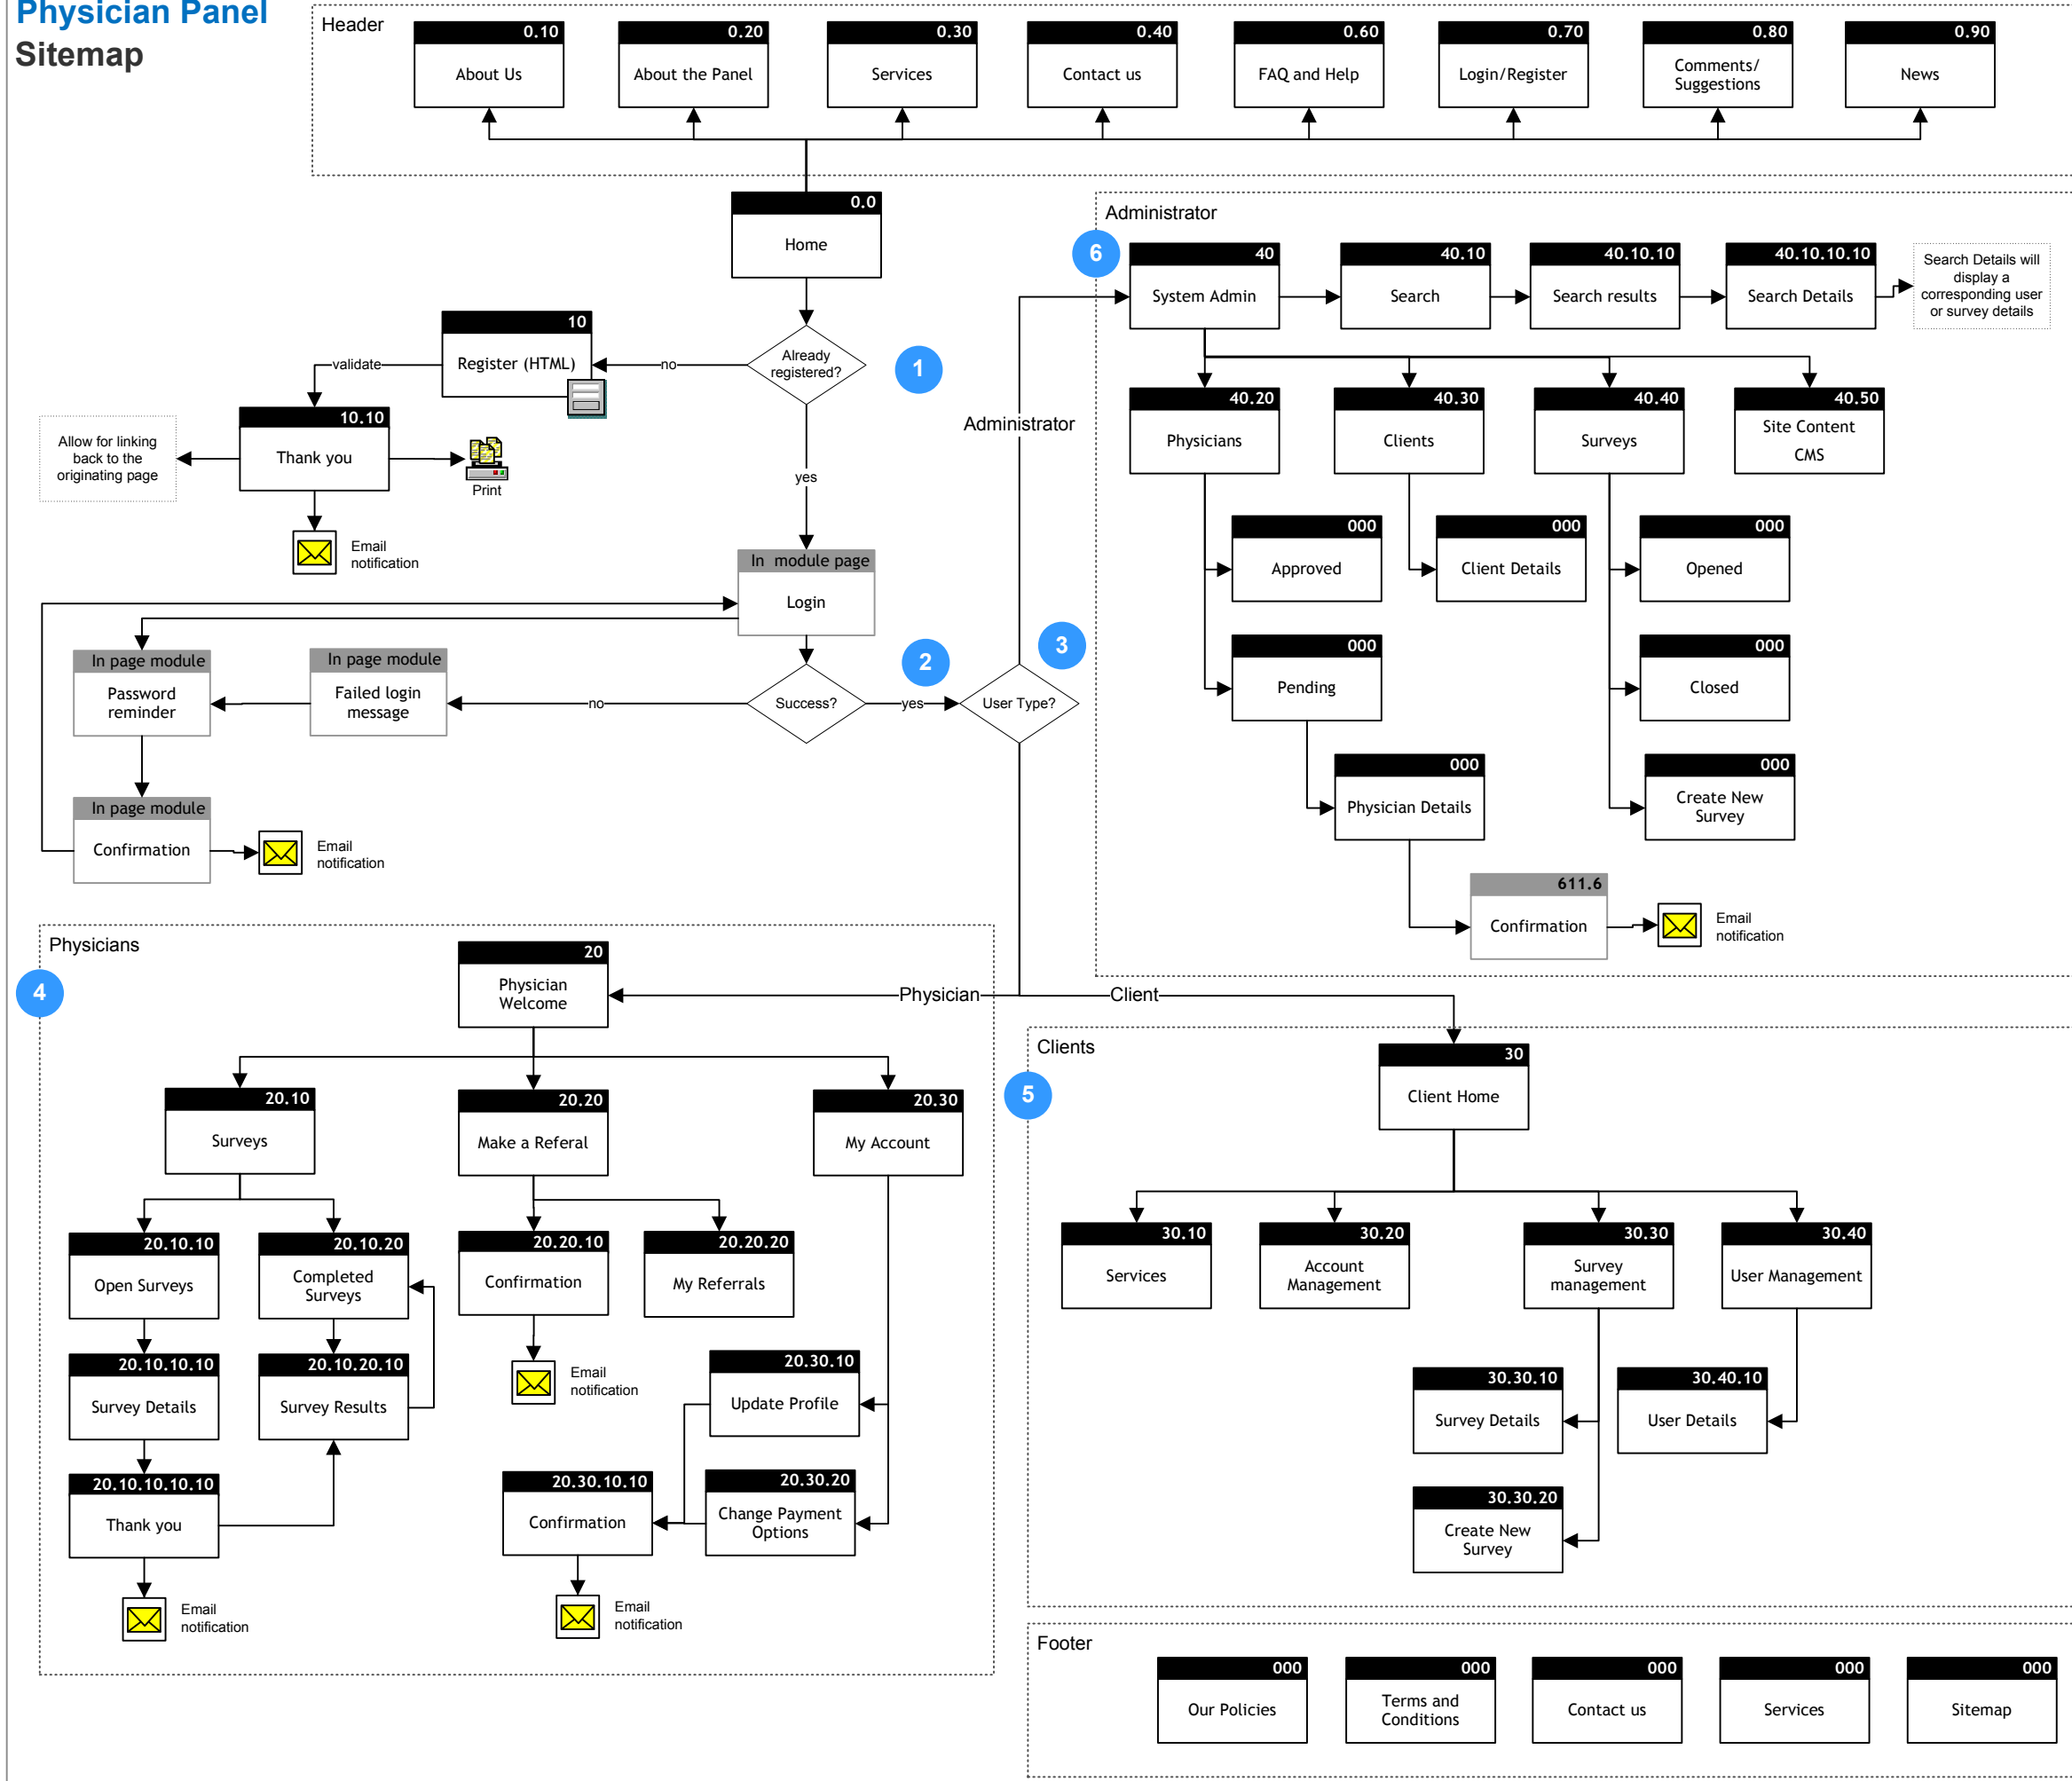 Physician Panel
Sitemap
Header
0.10
About Us
0.20
About the Panel
0.30
Services
0.40
Contact us
0.60
FAQ and Help
0.70
Login/Register
0.80
Comments/
Suggestions
0.90
News
0.0
Home
Already
registered?
1
no
10
Register (HTML)
validate
10.10
Thank you
Allow for linking
back to the
originating page
Print
Email
notification
yes
In  module page
Login
In page module
Password
reminder
In page module
Failed login
message
no
Success?
2
yes
User Type?
3
In page module
Confirmation
Email
notification
Administrator
Administrator
6
40
System Admin
40.10
Search
40.10.10
Search results
40.10.10.10
Search Details
Search Details will
display a
corresponding user
or survey details
40.20
Physicians
40.30
Clients
40.40
Surveys
40.50
Site Content
CMS
000
Approved
000
Client Details
000
Opened
000
Pending
000
Closed
000
Physician Details
000
Create New
Survey
611.6
Confirmation
Email
notification
Physicians
4
20
Physician
Welcome
Physician
Client
20.10
Surveys
20.20
Make a Referal
20.30
My Account
20.10.10
Open Surveys
20.10.20
Completed
Surveys
20.20.10
Confirmation
20.20.20
My Referrals
20.10.10.10
Survey Details
20.10.20.10
Survey Results
Email
notification
20.30.10
Update Profile
20.10.10.10.10
Thank you
20.30.10.10
Confirmation
20.30.20
Change Payment
Options
Email
notification
Email
notification
Clients
5
30
Client Home
30.10
Services
30.20
Account
Management
30.30
Survey
management
30.40
User Management
30.30.10
Survey Details
30.40.10
User Details
30.30.20
Create New
Survey
Footer
000
Our Policies
000
Terms and
Conditions
000
Contact us
000
Services
000
Sitemap